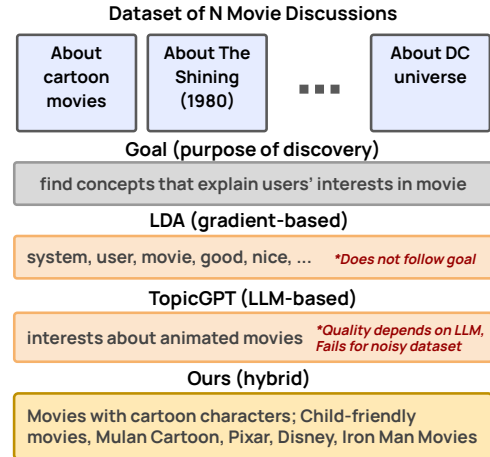 Dataset of N Movie Discussions
About cartoon movies
About The Shining (1980)
...
About DC universe
Goal (purpose of discovery)
find concepts that explain users' interests in movie
LDA (gradient-based)
system, user, movie, good, nice, ...
*Does not follow goal
TopicGPT (LLM-based)
interests about animated movies
*Quality depends on LLM,
Fails for noisy dataset
Ours (hybrid)
Movies with cartoon characters; Child-friendly
movies, Mulan Cartoon, Pixar, Disney, Iron Man Movies